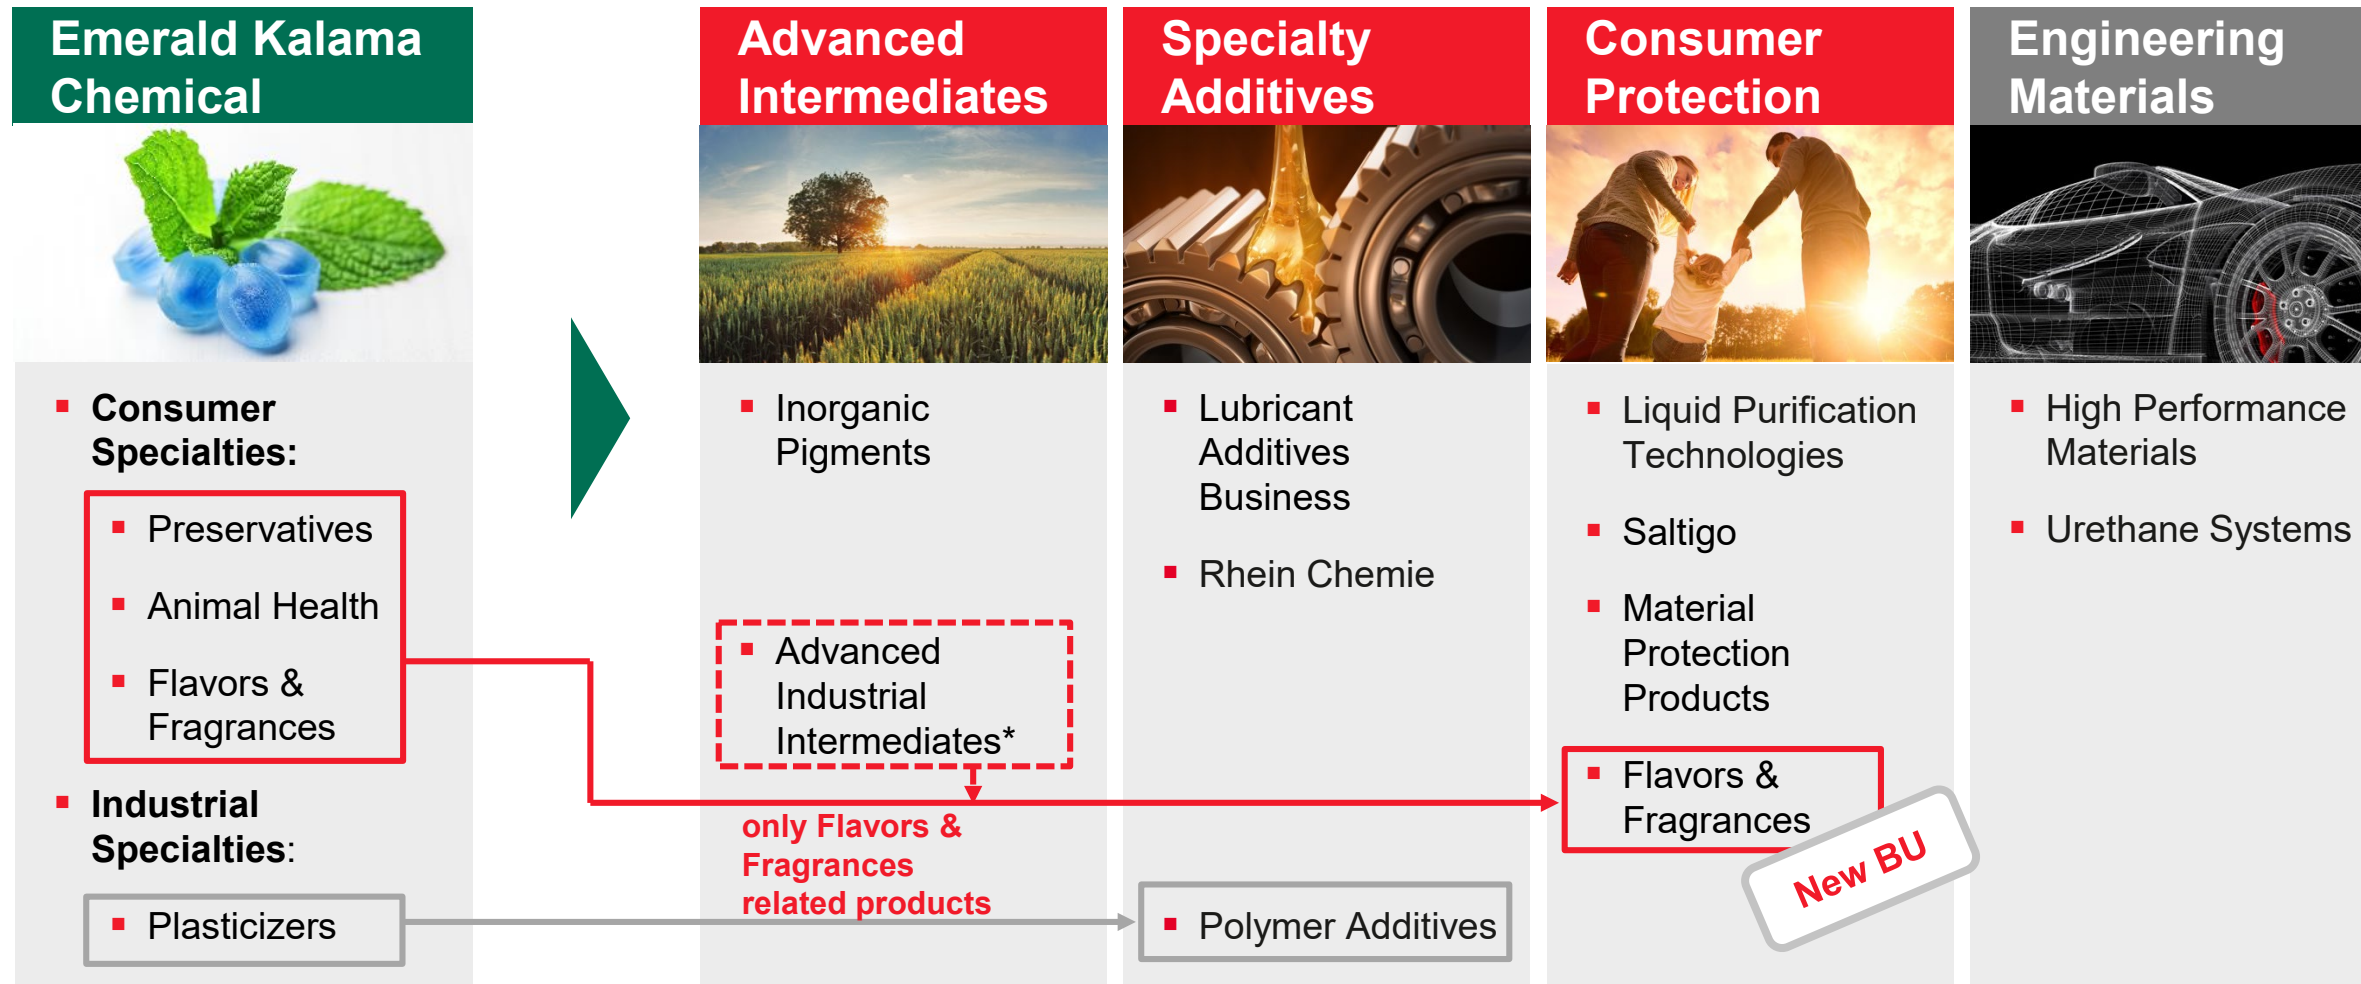 Emerald Kalama
Chemical
Consumer
Specialties:
Preservatives
Animal Health
Flavors &
Fragrances
Industrial
Specialties:
Plasticizers
Advanced
Intermediates
Inorganic
Pigments
Advanced
Industrial
Intermediates*
only Flavors &
Fragrances
related products
Specialty
Additives
Lubricant
Additives
Business
Rhein Chemie
Polymer Additives
Consumer
Protection
Liquid Purification
Technologies
Saltigo
Material
Protection
Products
Flavors &
Fragrances
New BU
Engineering
Materials
High Performance
Materials
Urethane Systems